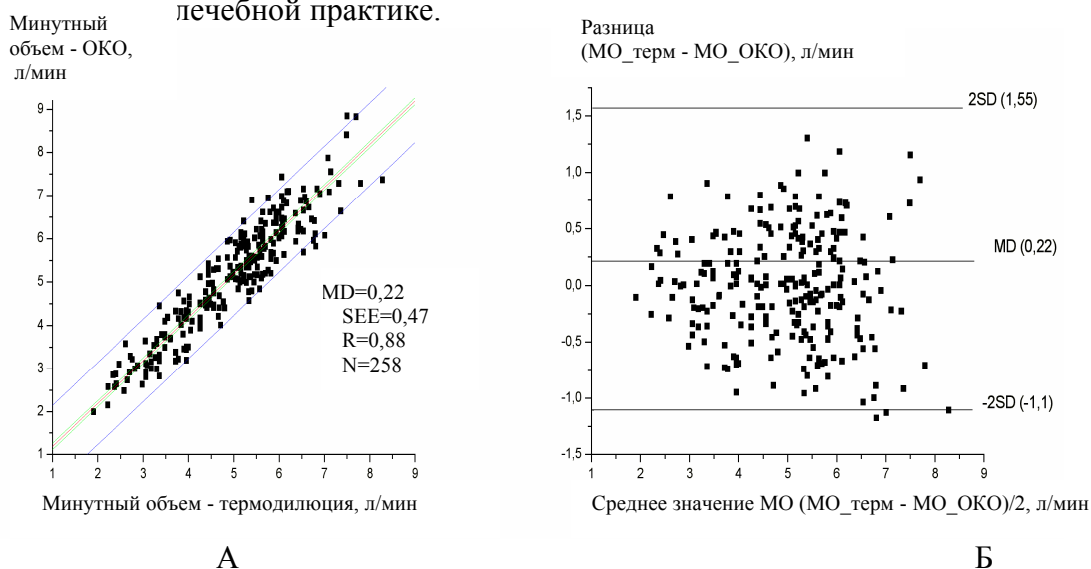 лечебной практике.
Минутный
объем - ОКО,
л/мин
9
8
7
6
5
4
3
2
1
1 2 3 4 5 6 7 8 9
MD=0,22
SEE=0,47
R=0,88
N=258
Минутный объем - термодилюция, л/мин
А
Разница
(МО_терм - МО_ОКО), л/мин
1,5
1,0
0,5
0,0
-0,5
-1,0
-1,5
1 2 3 4 5 6 7 8 9
2SD (1,55)
MD (0,22)
-2SD (-1,1)
Среднее значение МО (МО_терм - МО_ОКО)/2, л/мин
Б